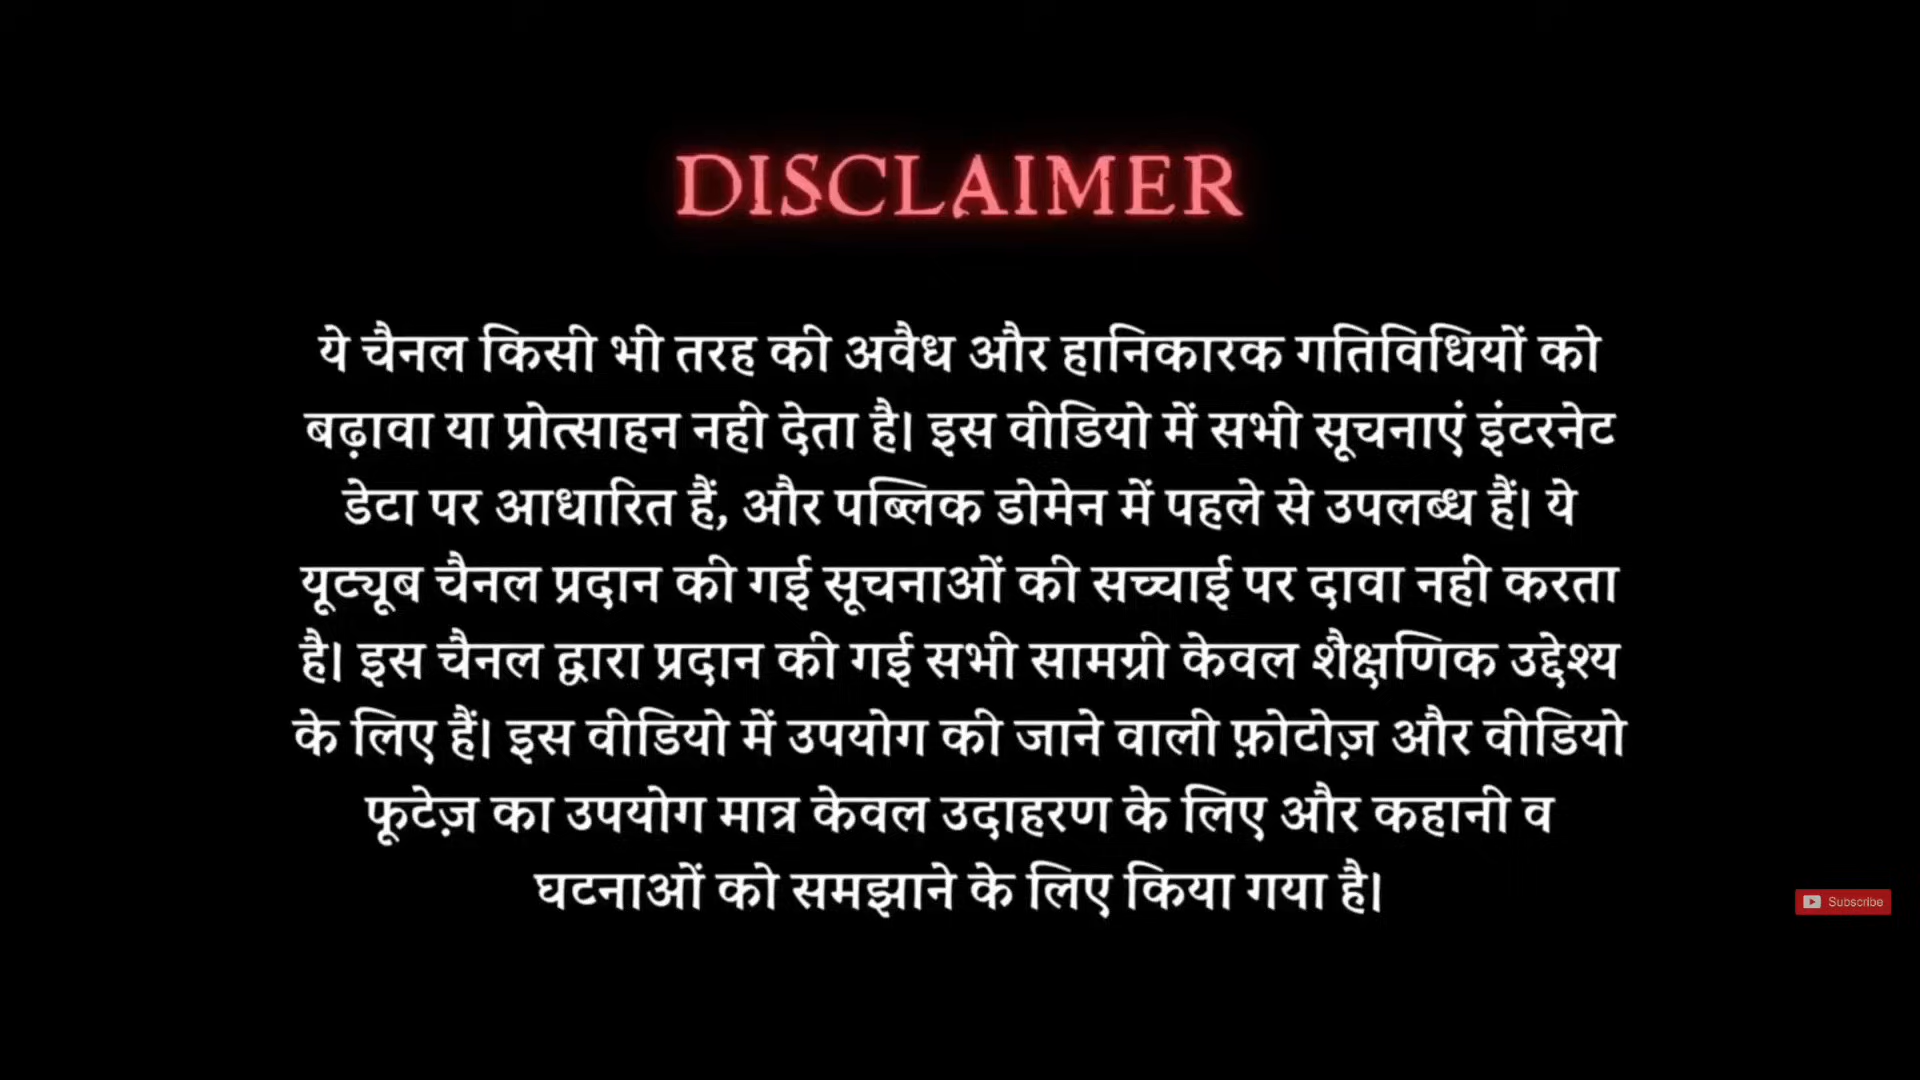 DISCLAIMER
ये चैनल किसी भी तरह की अवैध और हानिकारक गतिविधियों को
बढ़ावा या प्रोत्साहन नही देता है। इस वीडियो में सभी सूचनाएं इंटरनेट
डेटा पर आधारित हैं, और पब्लिक डोमेन में पहले से उपलब्ध हैं। ये
यूट्यूब चैनल प्रदान की गई सूचनाओं की सच्चाई पर दावा नही करता
है। इस चैनल द्वारा प्रदान की गई सभी सामग्री केवल शैक्षणिक उद्देश्य
के लिए हैं। इस वीडियो में उपयोग की जाने वाली फ़ोटोज़ और वीडियो
फूटेज़ का उपयोग मात्र केवल उदाहरण के लिए और कहानी व
घटनाओं को समझाने के लिए किया गया है।
Subscribe